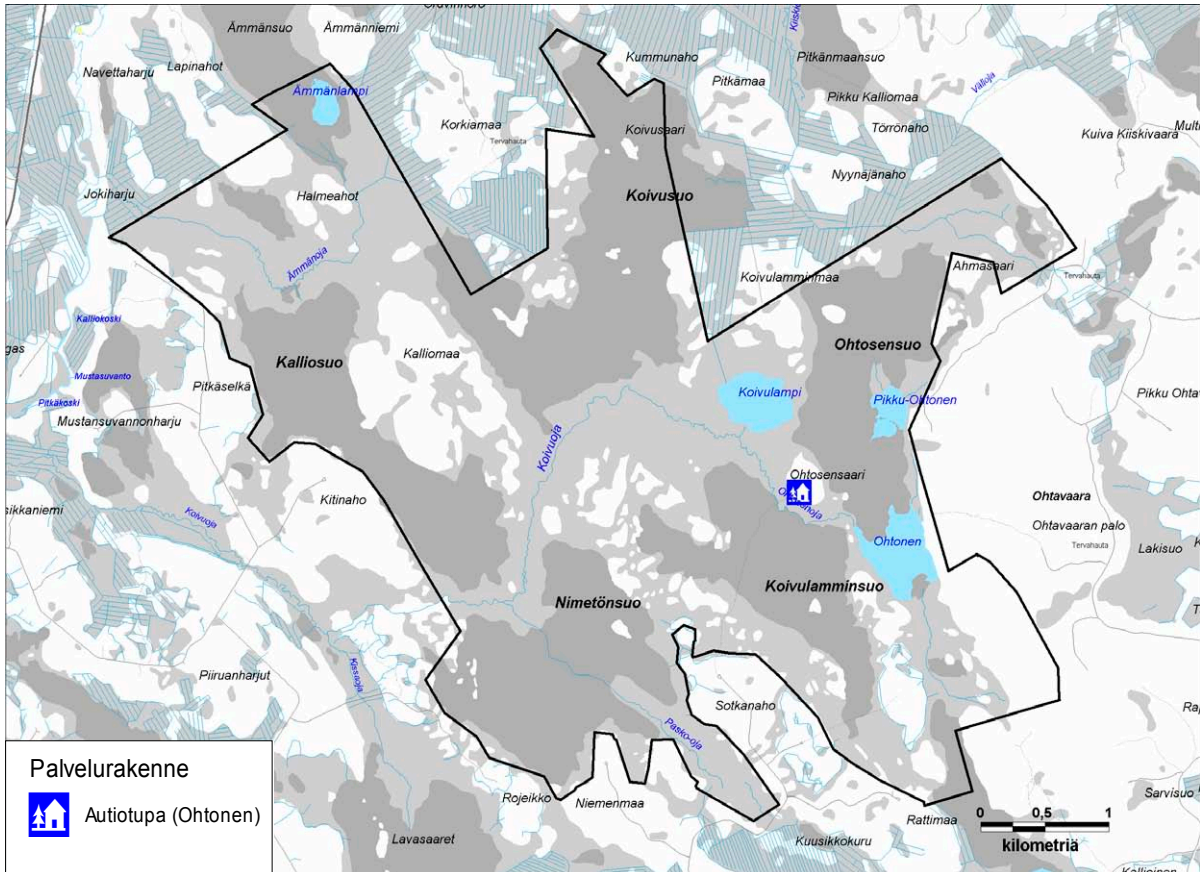 Ämmänsuo
Ämmänniemi
Navettaharju
Lapinahot
Ämmänlampi
Kummunaho
Pitkämaa
Pitkänmaansuo
Pikku Kalliomaa
Törrönaho
Välloja
Kuiva Kiiskivaara
Korkiamaa
Tervahauta
Koivusaari
Koivusuo
Nyynäjänaho
Jokiharju
Halmeahot
Ämmänoja
Koivulamminmaa
Ahmasaari
Tervahauta
Kalliokoski
Kalliosuo
Kalliomaa
Ohtosensuo
Mustasuvanto
Pitkäselkä
Koivulampi
Pikku-Ohtonen
Pitkäkoski
Mustansuvannonharju
Koivuoja
Ohtosensaari
Kitinaho
Ohtavaara
Koivuoja
Ohtonen
Ohtavaaran palo
Tervahauta
Lakisuo
Nimetönsuo
Koivulamminsuo
Kissaoja
Piiruanharjut
Sotkanaho
Pasko-oja
Rojeikko
Niemenmaa
Rattimaa
Sarvisuo
Lavasaaret
Kuusikkokuru
Palvelurakenne
Autiotupa (Ohtonen)
0 0,5 1
kilometriä